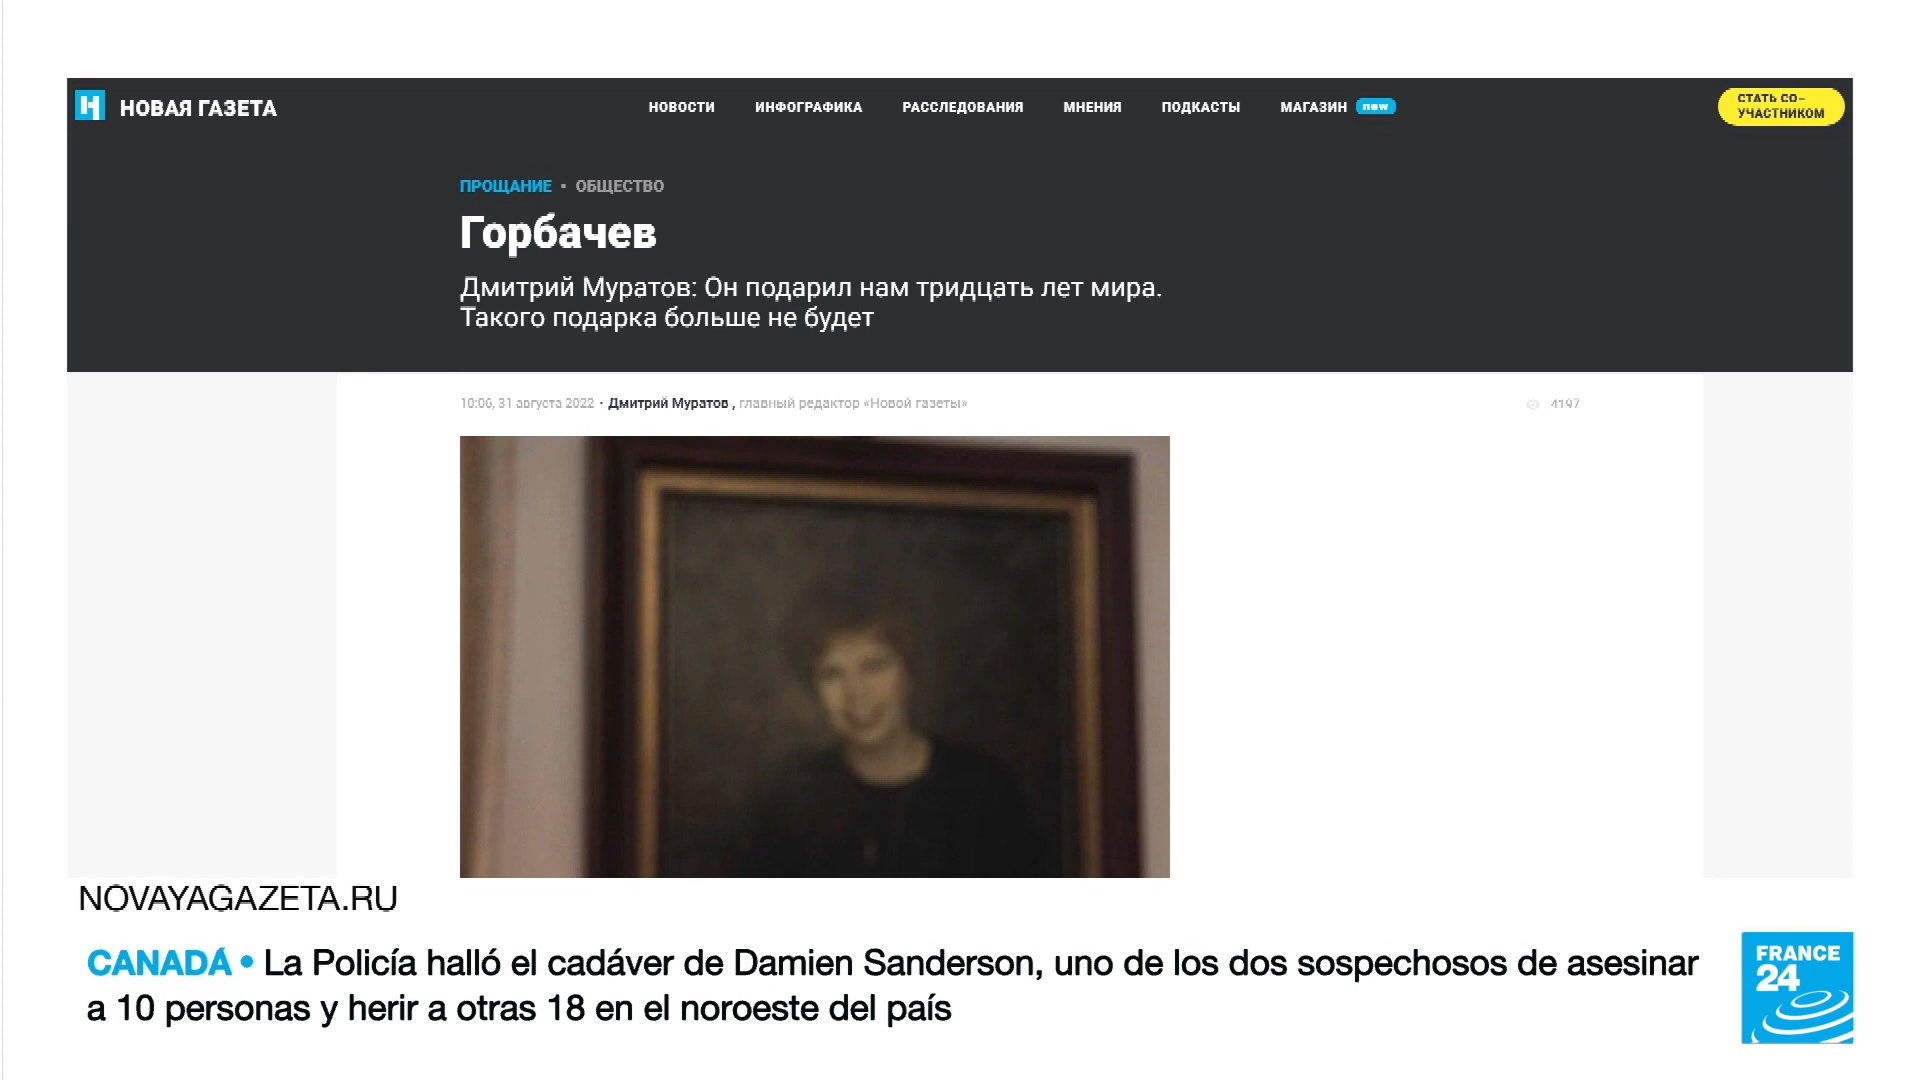 НОВАЯ ГАЗЕТА
НОВОСТИ ИНФОГРАФИКА РАССЛЕДОВАНИЯ МНЕНИЯ ПОДКАСТЫ МАГАЗИН new
СТАТЬ СО-
УЧАСТНИКОМ
ПРОЩАНИЕ • ОБЩЕСТВО
Горбачев
Дмитрий Муратов: Он подарил нам тридцать лет мира.
Такого подарка больше не будет
10:06, 31 августа 2022 • Дмитрий Муратов , главный редактор «Новой газеты»
4197
NOVAYAGAZETA.RU
CANADÁ • La Policía halló el cadáver de Damien Sanderson, uno de los dos sospechosos de asesinar
a 10 personas y herir a otras 18 en el noroeste del país
FRANCE
24